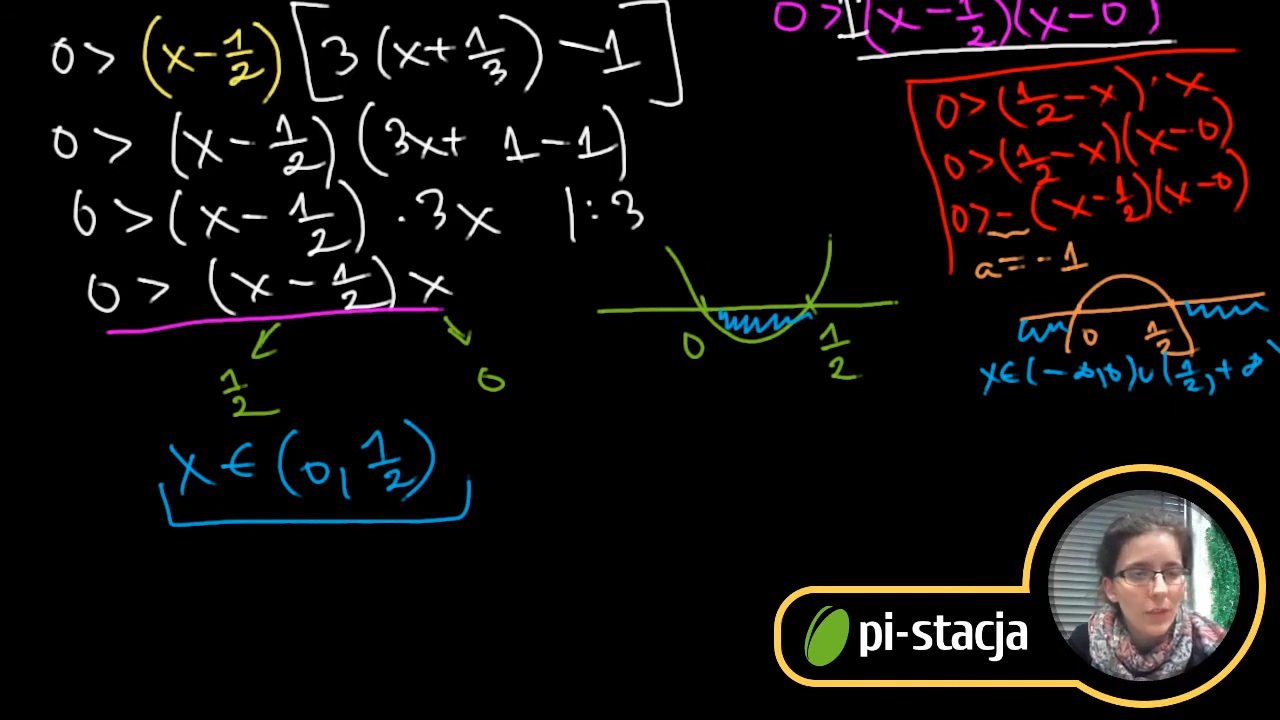 0 > (x - 1/2) [3 (x + 1/3) - 1]
0 > (x - 1/2) (3x + 1 - 1)
0 > (x - 1/2) · 3x |:3
0 > (x - 1/2) x
1/2 0
x ∈ (0, 1/2)
0 1/2
0 > 1 (x - 1/2)(x - 0)
0 > (1/2 - x) · x
0 > (1/2 - x)(x - 0)
0 > - (x - 1/2)(x - 0)
a = -1
0 1/2
x ∈ (-∞, 0) ∪ (1/2, +∞)
pi-stacja